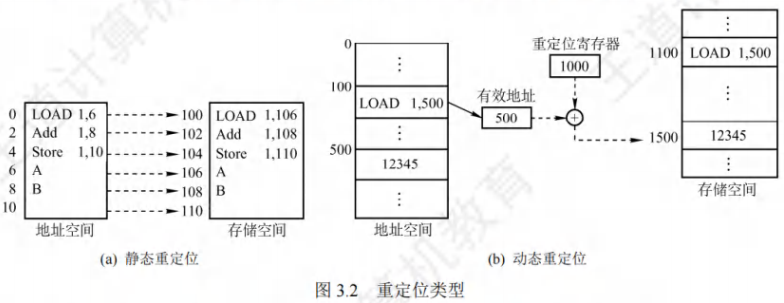 0 LOAD 1,6 100 LOAD 1,106
2 Add 1,8 102 Add 1,108
4 Store 1,10 104 Store 1,110
6 A 106 A
8 B 108 B
10 110
地址空间 存储空间
(a) 静态重定位
0
⋮
100
LOAD 1,500
⋮
500
12345
⋮
地址空间
有效地址
500
重定位寄存器
1000
+
⋮
1100 LOAD 1,500
⋮
1500 12345
⋮
存储空间
(b) 动态重定位
图 3.2 重定位类型